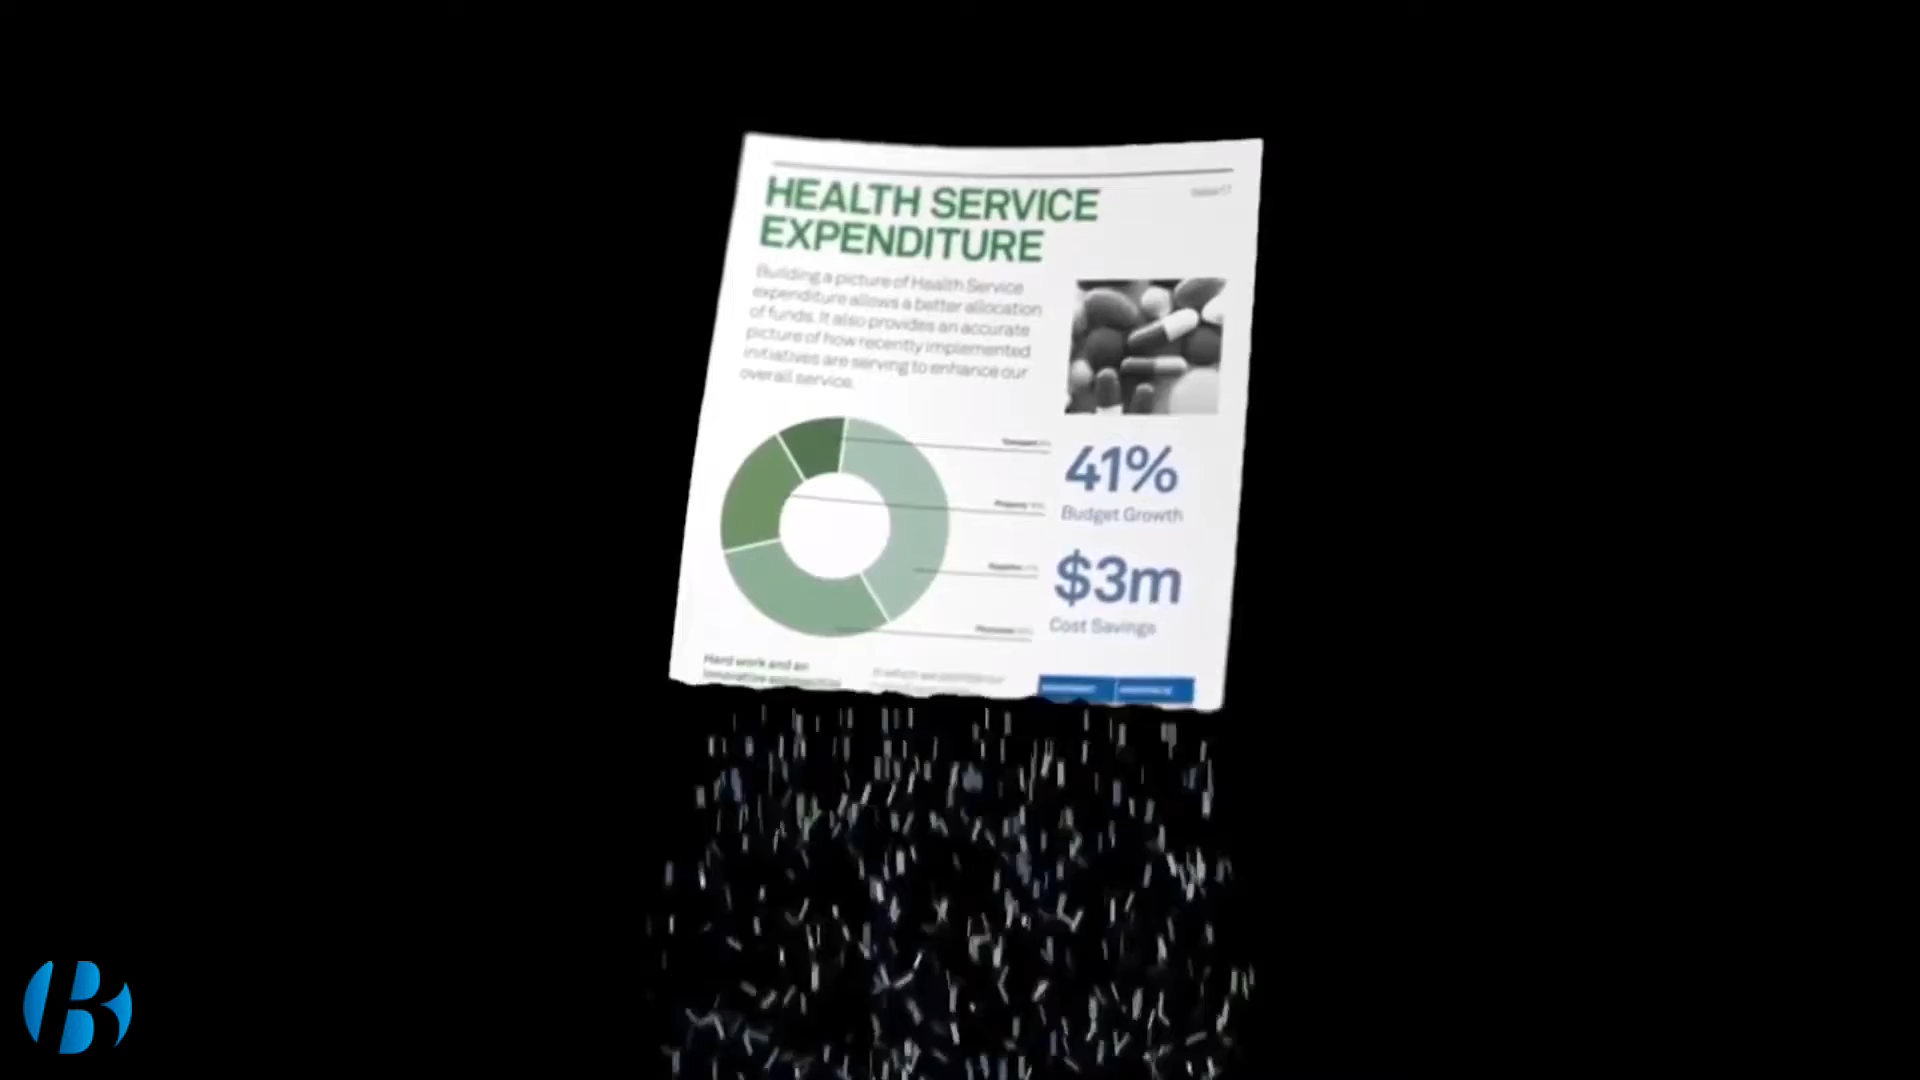 HEALTH SERVICE
EXPENDITURE
Building a picture of Health Service
expenditure allows a better allocation
of funds. It also provides an accurate
picture of how recently implemented
initiatives are serving to enhance our
overall service.
41%
Budget Growth
$3m
Cost Savings
Hard work and an
B